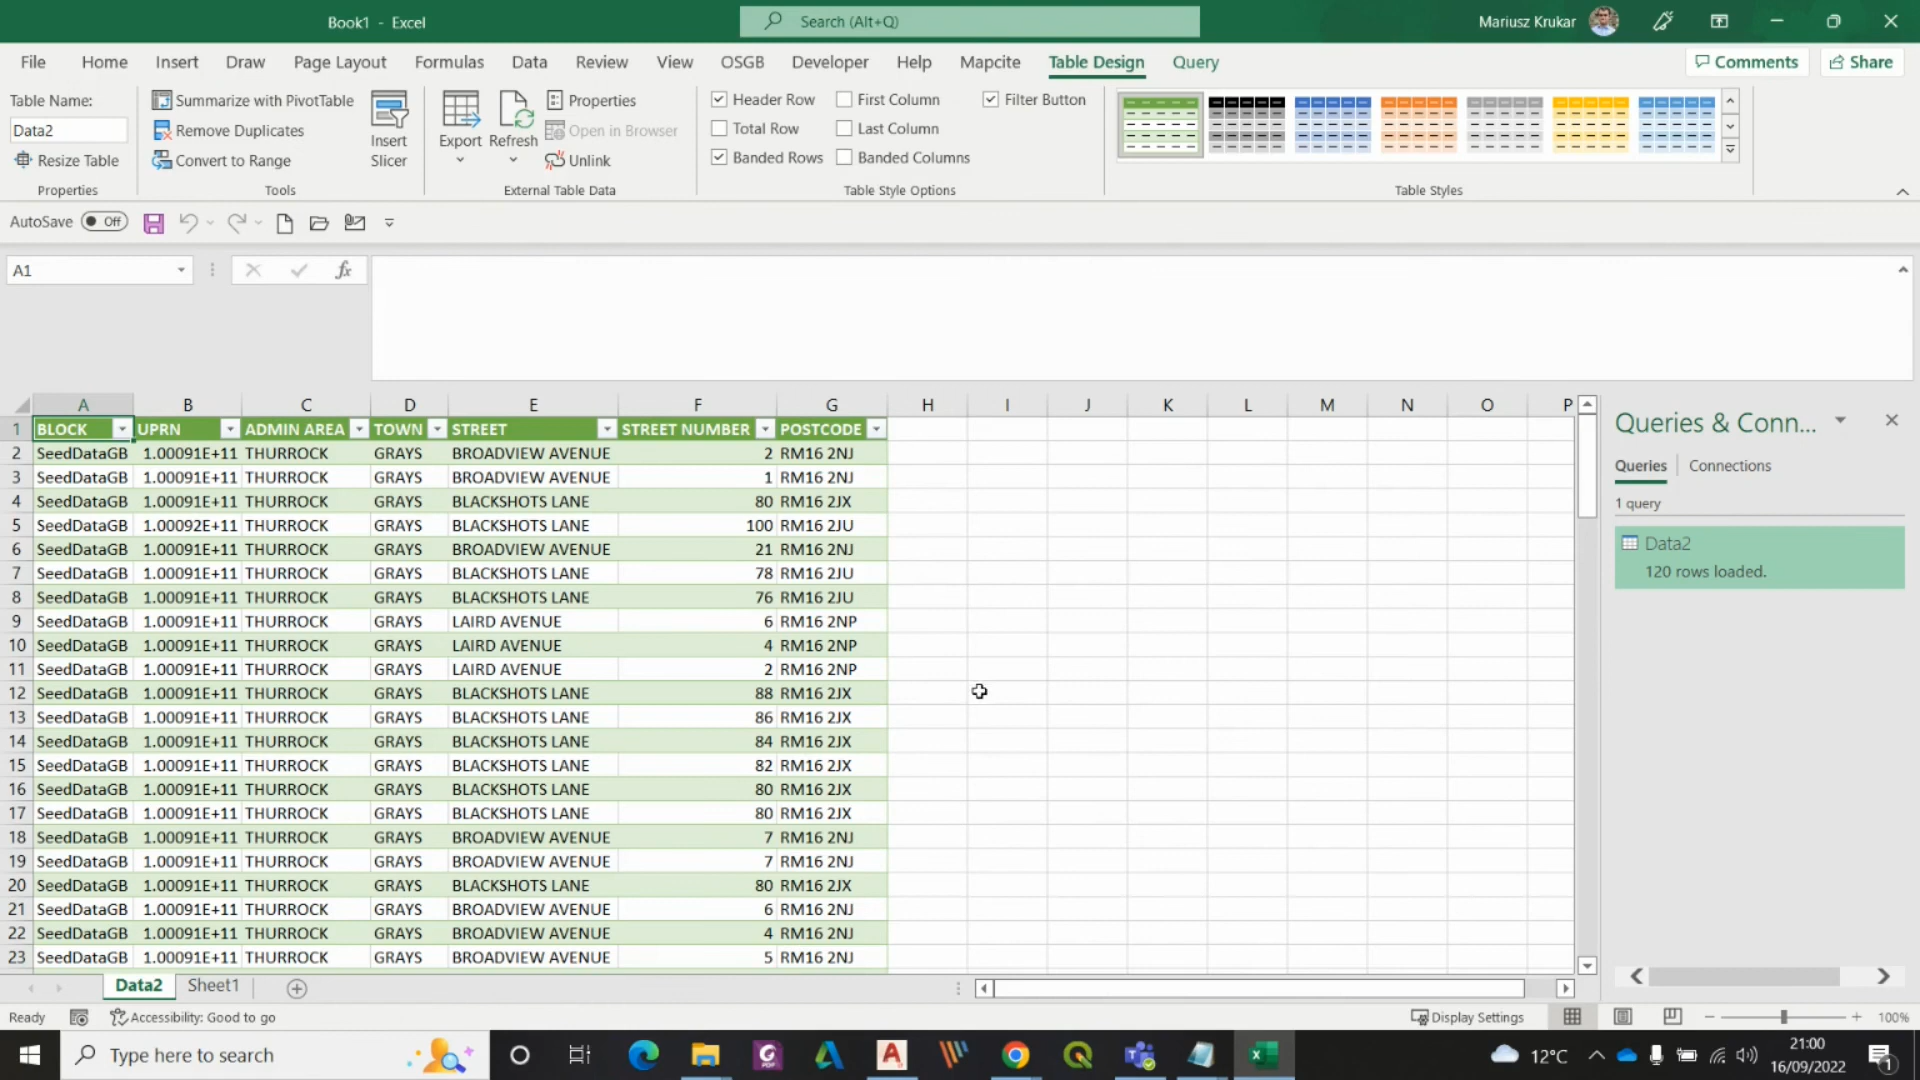 Book1 - Excel
Search (Alt+Q)
Mariusz Krukar
File Home Insert Draw Page Layout Formulas Data Review View OSGB Developer Help Mapcite Table Design Query
Comments Share
Table Name:
Data2
Resize Table
Properties
Summarize with PivotTable
Remove Duplicates
Convert to Range
Tools
Insert
Slicer
Export
Refresh
Properties
Open in Browser
Unlink
External Table Data
Header Row First Column Filter Button
Total Row Last Column
Banded Rows Banded Columns
Table Style Options
Table Styles
AutoSave Off
A1
fx
A B C D E F G H I J K L M N O P
1 BLOCK UPRN ADMIN AREA TOWN STREET STREET NUMBER POSTCODE
2 SeedDataGB 1.00091E+11 THURROCK GRAYS BROADVIEW AVENUE 2 RM16 2NJ
3 SeedDataGB 1.00091E+11 THURROCK GRAYS BROADVIEW AVENUE 1 RM16 2NJ
4 SeedDataGB 1.00091E+11 THURROCK GRAYS BLACKSHOTS LANE 80 RM16 2JX
5 SeedDataGB 1.00092E+11 THURROCK GRAYS BLACKSHOTS LANE 100 RM16 2JU
6 SeedDataGB 1.00091E+11 THURROCK GRAYS BROADVIEW AVENUE 21 RM16 2NJ
7 SeedDataGB 1.00091E+11 THURROCK GRAYS BLACKSHOTS LANE 78 RM16 2JU
8 SeedDataGB 1.00091E+11 THURROCK GRAYS BLACKSHOTS LANE 76 RM16 2JU
9 SeedDataGB 1.00091E+11 THURROCK GRAYS LAIRD AVENUE 6 RM16 2NP
10 SeedDataGB 1.00091E+11 THURROCK GRAYS LAIRD AVENUE 4 RM16 2NP
11 SeedDataGB 1.00091E+11 THURROCK GRAYS LAIRD AVENUE 2 RM16 2NP
12 SeedDataGB 1.00091E+11 THURROCK GRAYS BLACKSHOTS LANE 88 RM16 2JX
13 SeedDataGB 1.00091E+11 THURROCK GRAYS BLACKSHOTS LANE 86 RM16 2JX
14 SeedDataGB 1.00091E+11 THURROCK GRAYS BLACKSHOTS LANE 84 RM16 2JX
15 SeedDataGB 1.00091E+11 THURROCK GRAYS BLACKSHOTS LANE 82 RM16 2JX
16 SeedDataGB 1.00091E+11 THURROCK GRAYS BLACKSHOTS LANE 80 RM16 2JX
17 SeedDataGB 1.00091E+11 THURROCK GRAYS BLACKSHOTS LANE 80 RM16 2JX
18 SeedDataGB 1.00091E+11 THURROCK GRAYS BROADVIEW AVENUE 7 RM16 2NJ
19 SeedDataGB 1.00091E+11 THURROCK GRAYS BROADVIEW AVENUE 7 RM16 2NJ
20 SeedDataGB 1.00091E+11 THURROCK GRAYS BLACKSHOTS LANE 80 RM16 2JX
21 SeedDataGB 1.00091E+11 THURROCK GRAYS BROADVIEW AVENUE 6 RM16 2NJ
22 SeedDataGB 1.00091E+11 THURROCK GRAYS BROADVIEW AVENUE 4 RM16 2NJ
23 SeedDataGB 1.00091E+11 THURROCK GRAYS BROADVIEW AVENUE 5 RM16 2NJ
Queries & Conn...
Queries Connections
1 query
Data2
120 rows loaded.
Data2 Sheet1
Ready Accessibility: Good to go Display Settings 100%
Type here to search
12°C
21:00
16/09/2022
1